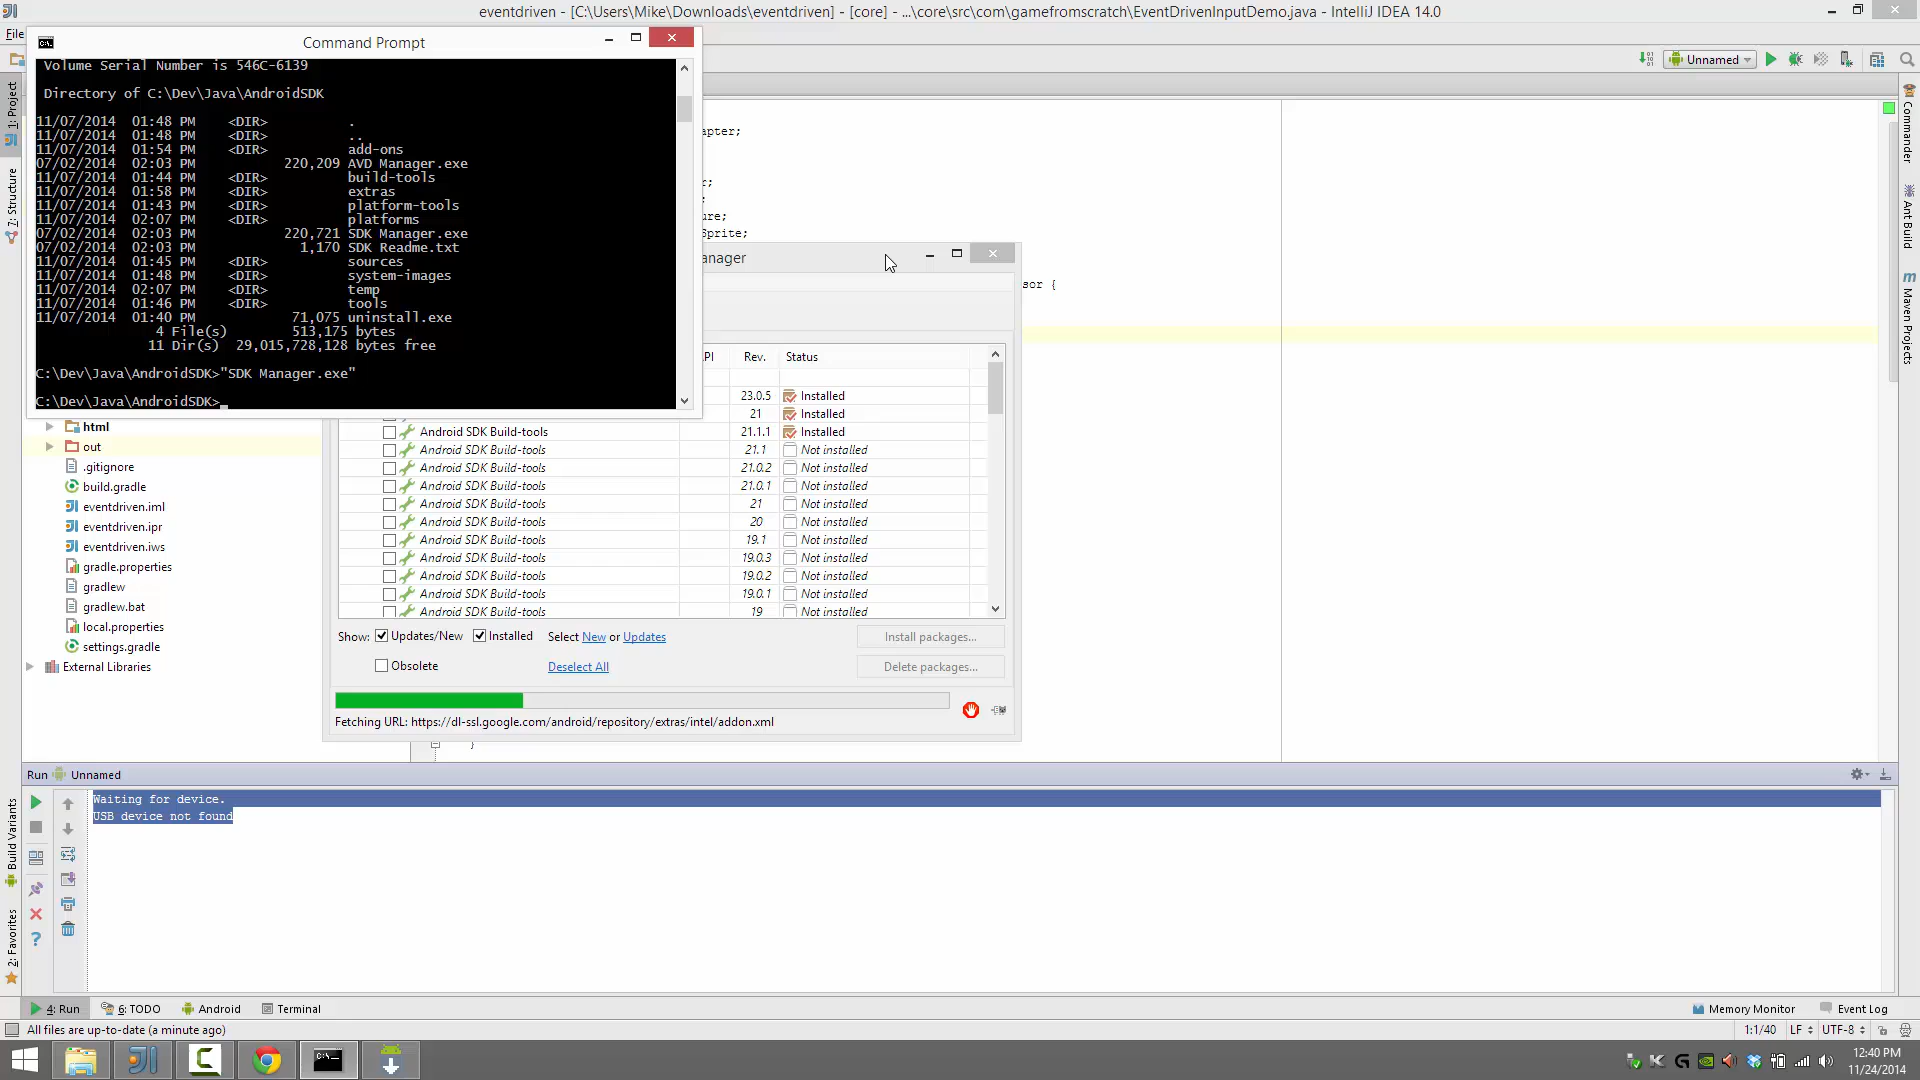 eventdriven - [C:\Users\Mike\Downloads\eventdriven] - [core] - ...\core\src\com\gamefromscratch\EventDrivenInputDemo.java - IntelliJ IDEA 14.0
File
Command Prompt
Volume Serial Number is 546C-6139
Directory of C:\Dev\Java\AndroidSDK
11/07/2014  01:48 PM    <DIR>          .
11/07/2014  01:48 PM    <DIR>          ..
11/07/2014  01:54 PM    <DIR>          add-ons
07/02/2014  02:03 PM           220,209 AVD Manager.exe
11/07/2014  01:44 PM    <DIR>          build-tools
11/07/2014  01:58 PM    <DIR>          extras
11/07/2014  01:43 PM    <DIR>          platform-tools
11/07/2014  02:07 PM    <DIR>          platforms
07/02/2014  02:03 PM           220,721 SDK Manager.exe
07/02/2014  02:03 PM             1,170 SDK Readme.txt
11/07/2014  01:45 PM    <DIR>          sources
11/07/2014  01:48 PM    <DIR>          system-images
11/07/2014  02:07 PM    <DIR>          temp
11/07/2014  01:46 PM    <DIR>          tools
11/07/2014  01:40 PM            71,075 uninstall.exe
4 File(s)        513,175 bytes
11 Dir(s)  29,015,728,128 bytes free
C:\Dev\Java\AndroidSDK>"SDK Manager.exe"
C:\Dev\Java\AndroidSDK>_
Unnamed
1: Project
7: Structure
Build Variants
2: Favorites
Commander
Ant Build
Maven Projects
apter;
r;
;
ure;
Sprite;
sor {
}
anager
PI Rev. Status
23.0.5 Installed
21 Installed
Android SDK Build-tools 21.1.1 Installed
Android SDK Build-tools 21.1 Not installed
Android SDK Build-tools 21.0.2 Not installed
Android SDK Build-tools 21.0.1 Not installed
Android SDK Build-tools 21 Not installed
Android SDK Build-tools 20 Not installed
Android SDK Build-tools 19.1 Not installed
Android SDK Build-tools 19.0.3 Not installed
Android SDK Build-tools 19.0.2 Not installed
Android SDK Build-tools 19.0.1 Not installed
Android SDK Build-tools 19 Not installed
Show: Updates/New Installed Select New or Updates Install packages...
Obsolete Deselect All Delete packages...
Fetching URL: https://dl-ssl.google.com/android/repository/extras/intel/addon.xml
html
out
.gitignore
build.gradle
eventdriven.iml
eventdriven.ipr
eventdriven.iws
gradle.properties
gradlew
gradlew.bat
local.properties
settings.gradle
External Libraries
Run Unnamed
Waiting for device.
USB device not found
4: Run 6: TODO Android Terminal Memory Monitor Event Log
All files are up-to-date (a minute ago) 1:1/40 LF UTF-8
12:40 PM
11/24/2014